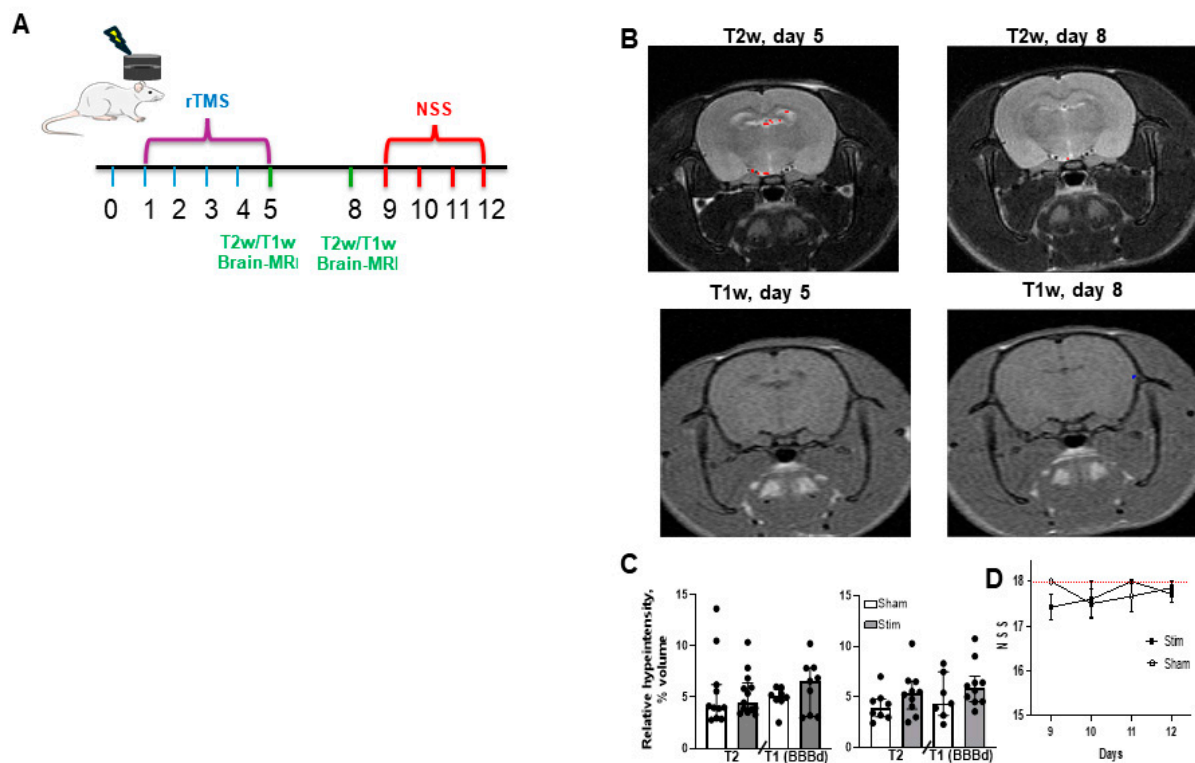 A
rTMS
NSS
0 1 2 3 4 5 8 9 10 11 12
T2w/T1w T2w/T1w
Brain-MRI Brain-MRI
B
T2w, day 5 T2w, day 8
T1w, day 5 T1w, day 8
C
Relative hypeintensity,
% volume
15
10
5
0
T2 T1 (BBBd)
15
10
5
0
Sham
Stim
T2 T1 (BBBd)
D
NSS
18
17
16
15
Stim
Sham
9 10 11 12
Days